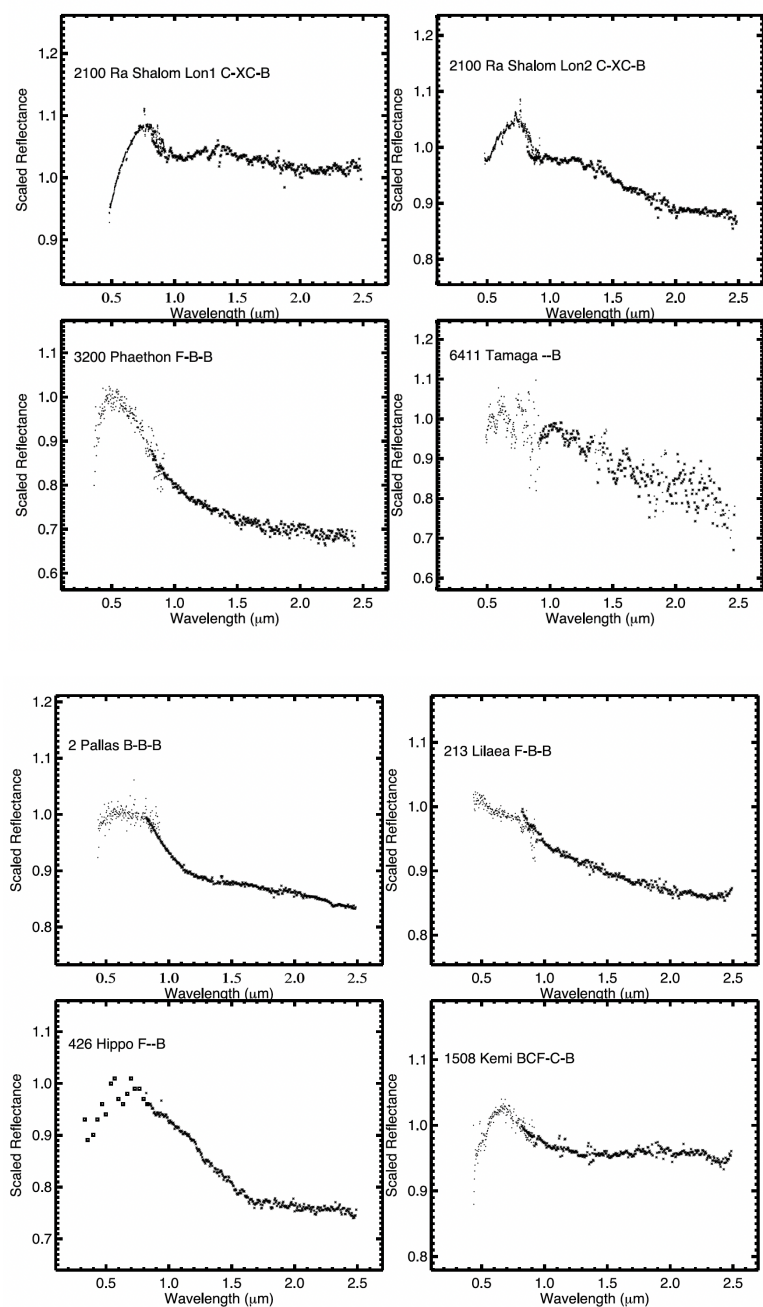 1.2
1.1
1.0
0.9
Scaled Reflectance
2100 Ra Shalom Lon1 C-XC-B
0.5 1.0 1.5 2.0 2.5
Wavelength (μm)
1.2
1.1
1.0
0.9
0.8
Scaled Reflectance
2100 Ra Shalom Lon2 C-XC-B
0.5 1.0 1.5 2.0 2.5
Wavelength (μm)
1.1
1.0
0.9
0.8
0.7
0.6
Scaled Reflectance
3200 Phaethon F-B-B
0.5 1.0 1.5 2.0 2.5
Wavelength (μm)
1.2
1.1
1.0
0.9
0.8
0.7
0.6
Scaled Reflectance
6411 Tamaga --B
0.5 1.0 1.5 2.0 2.5
Wavelength (μm)
1.2
1.1
1.0
0.9
0.8
Scaled Reflectance
2 Pallas B-B-B
0.5 1.0 1.5 2.0 2.5
Wavelength (μm)
1.1
1.0
0.9
0.8
Scaled Reflectance
213 Lilaea F-B-B
0.5 1.0 1.5 2.0 2.5
Wavelength (μm)
1.1
1.0
0.9
0.8
0.7
Scaled Reflectance
426 Hippo F--B
0.5 1.0 1.5 2.0 2.5
Wavelength (μm)
1.1
1.0
0.9
0.8
Scaled Reflectance
1508 Kemi BCF-C-B
0.5 1.0 1.5 2.0 2.5
Wavelength (μm)